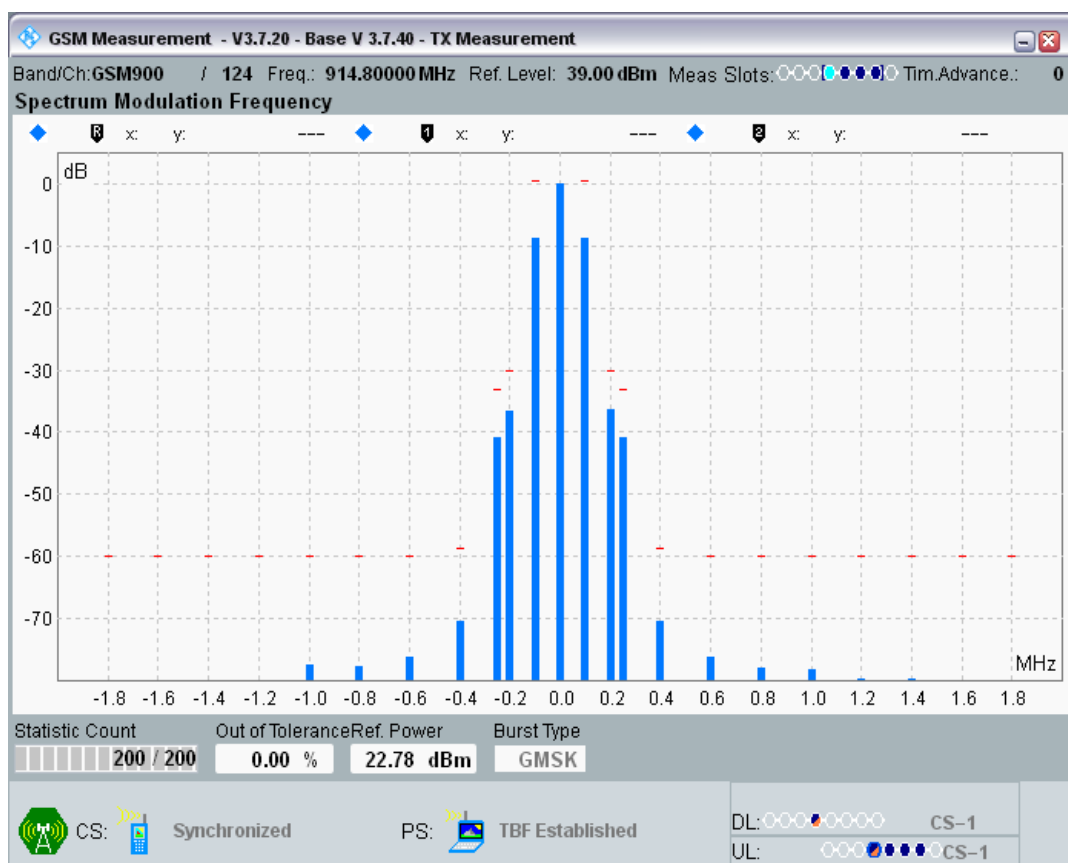 GSM Measurement - V3.7.20 - Base V 3.7.40 - TX Measurement
Band/Ch:GSM900 / 124 Freq.: 914.80000 MHz Ref. Level: 39.00 dBm Meas Slots: Tim.Advance.: 0
Spectrum Modulation Frequency
R x: y: --- 1 x: y: --- 2 x: y: ---
dB
0
-10
-20
-30
-40
-50
-60
-70
MHz
-1.8 -1.6 -1.4 -1.2 -1.0 -0.8 -0.6 -0.4 -0.2 0.0 0.2 0.4 0.6 0.8 1.0 1.2 1.4 1.6 1.8
Statistic Count Out of Tolerance Ref. Power Burst Type
200 / 200 0.00 % 22.78 dBm GMSK
CS: Synchronized PS: TBF Established DL: CS-1
UL: CS-1